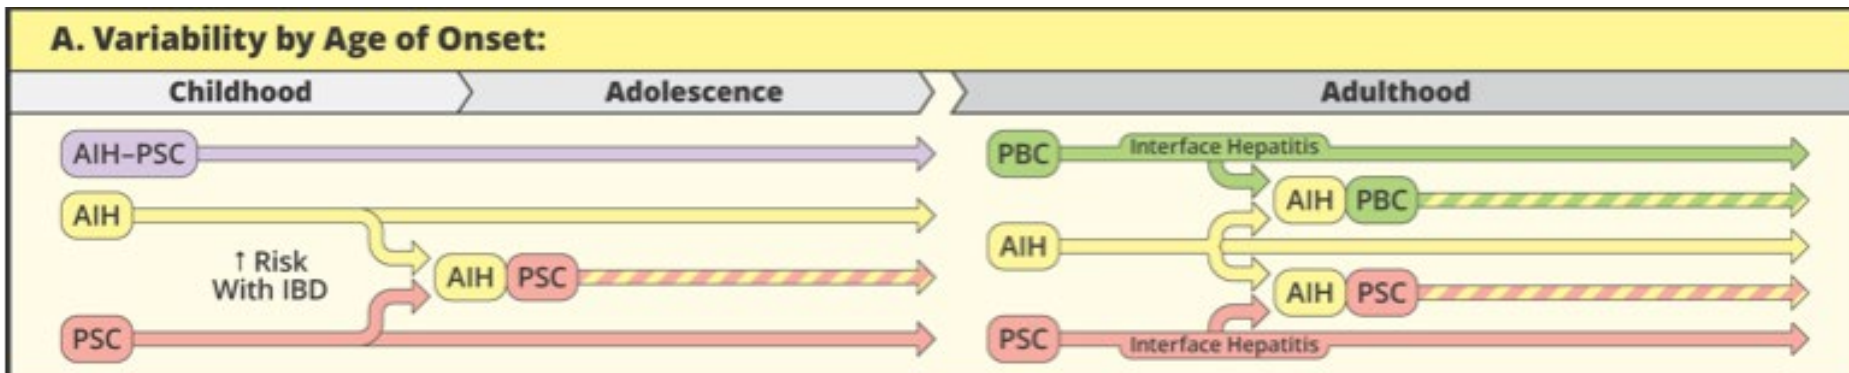 A. Variability by Age of Onset:
Childhood
Adolescence
Adulthood
AIH–PSC
AIH
↑ Risk
With IBD
AIH PSC
PSC
PBC
Interface Hepatitis
AIH PBC
AIH
AIH PSC
PSC
Interface Hepatitis